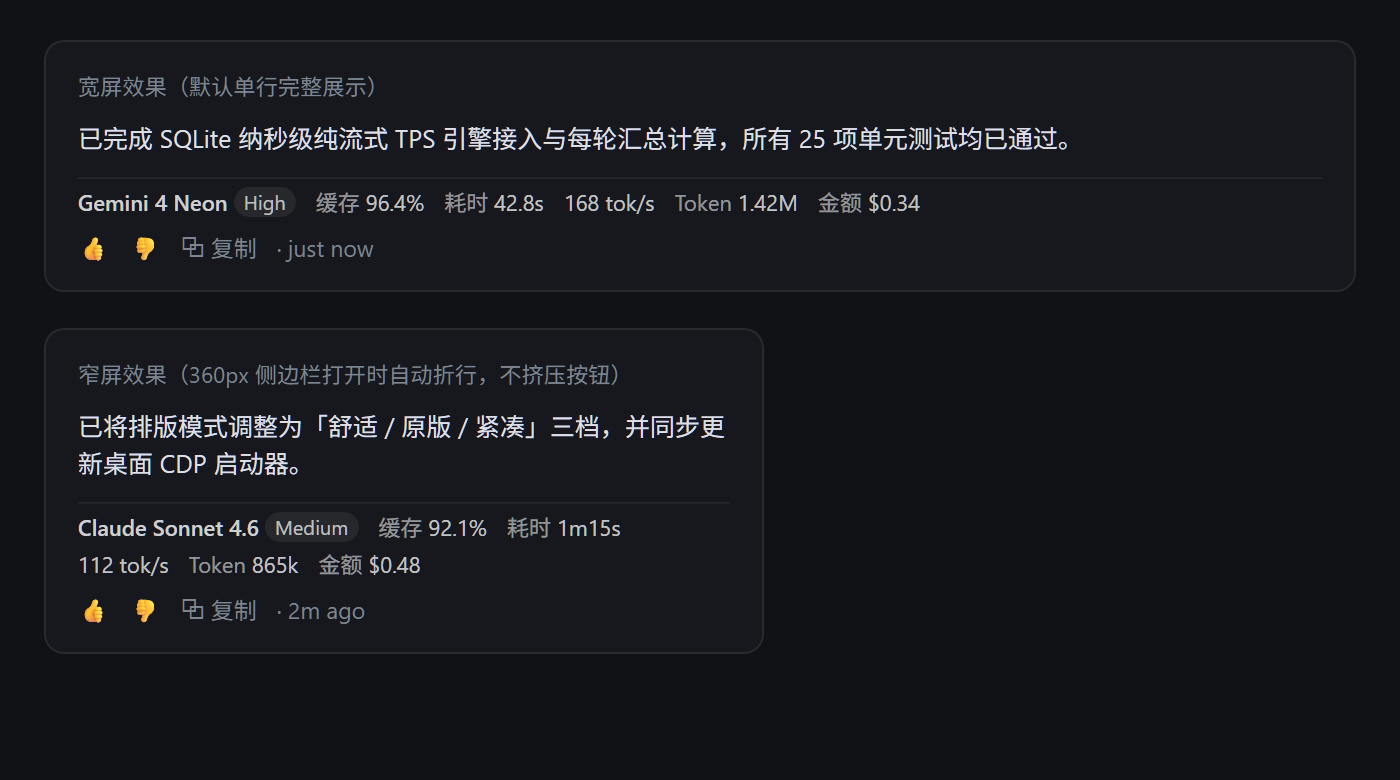 宽屏效果（默认单行完整展示）
已完成 SQLite 纳秒级纯流式 TPS 引擎接入与每轮汇总计算，所有 25 项单元测试均已通过。
Gemini 4 Neon High 缓存 96.4% 耗时 42.8s 168 tok/s Token 1.42M 金额 $0.34
复制 · just now
窄屏效果（360px 侧边栏打开时自动折行，不挤压按钮）
已将排版模式调整为「舒适 / 原版 / 紧凑」三档，并同步更
新桌面 CDP 启动器。
Claude Sonnet 4.6 Medium 缓存 92.1% 耗时 1m15s
112 tok/s Token 865k 金额 $0.48
复制 · 2m ago